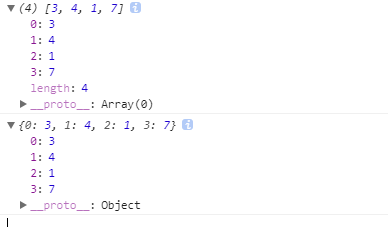 ▼(4) [3, 4, 1, 7] i
0: 3
1: 4
2: 1
3: 7
length: 4
▶__proto__: Array(0)
▼{0: 3, 1: 4, 2: 1, 3: 7} i
0: 3
1: 4
2: 1
3: 7
▶__proto__: Object